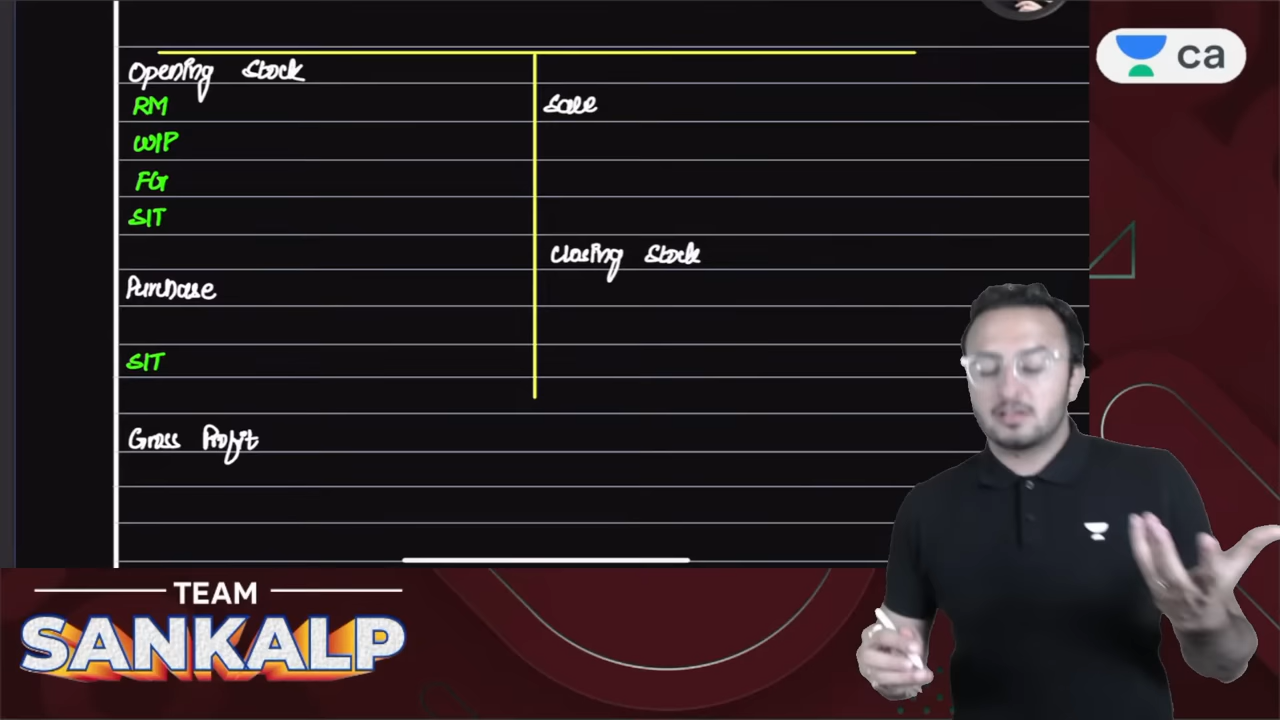 ca
Opening Stock
RM
Sale
WIP
FG
SIT
Closing Stock
Purchase
SIT
Gross Profit
TEAM
SANKALP